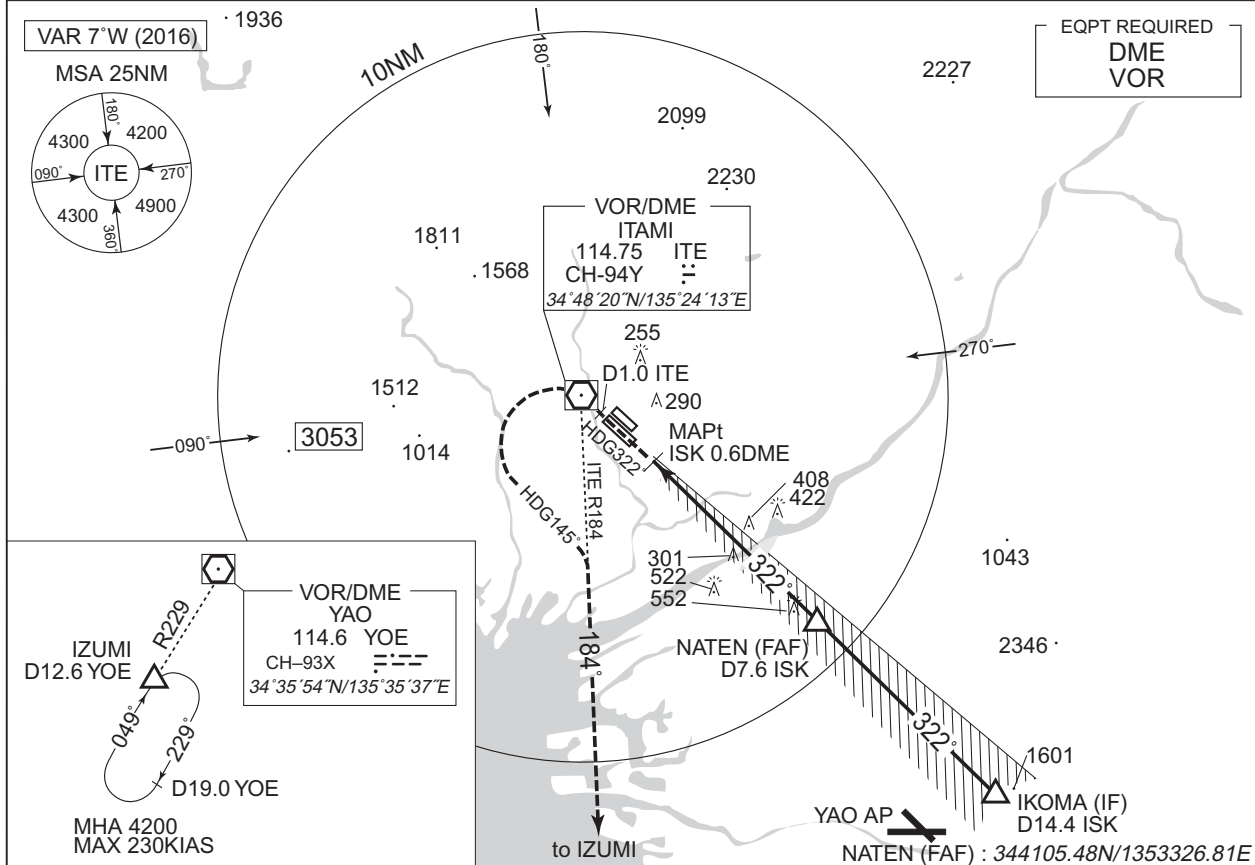 VAR 7°W (2016)
1936
MSA 25NM
180°
4300
4200
090°
ITE
270°
4300
4900
360°
10NM
180°
EQPT REQUIRED
DME
VOR
2227
2099
2230
VOR/DME
ITAMI
114.75 ITE
CH-94Y
34°48´20˝N/135°24´13˝E
1811
1568
255
D1.0 ITE
270°
1512
290
090°
3053
1014
MAPt
ISK 0.6DME
HDG322°
ITE R184
HDG145°
408
422
301
522
552
322°
1043
NATEN (FAF)
D7.6 ISK
2346
184°
322°
1601
IKOMA (IF)
D14.4 ISK
YAO AP
to IZUMI
NATEN (FAF) : 344105.48N/1353326.81E
VOR/DME
YAO
114.6 YOE
CH–93X
34°35´54˝N/135°35´37˝E
R229
IZUMI
D12.6 YOE
049°
229°
D19.0 YOE
MHA 4200
MAX 230KIAS